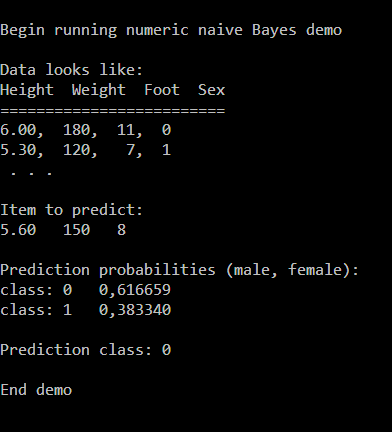 Begin running numeric naive Bayes demo
Data looks like:
Height  Weight  Foot  Sex
=========================
6.00,  180,  11,  0
5.30,  120,   7,  1
 . . .
Item to predict:
5.60   150   8
Prediction probabilities (male, female):
class: 0   0,616659
class: 1   0,383340
Prediction class: 0
End demo